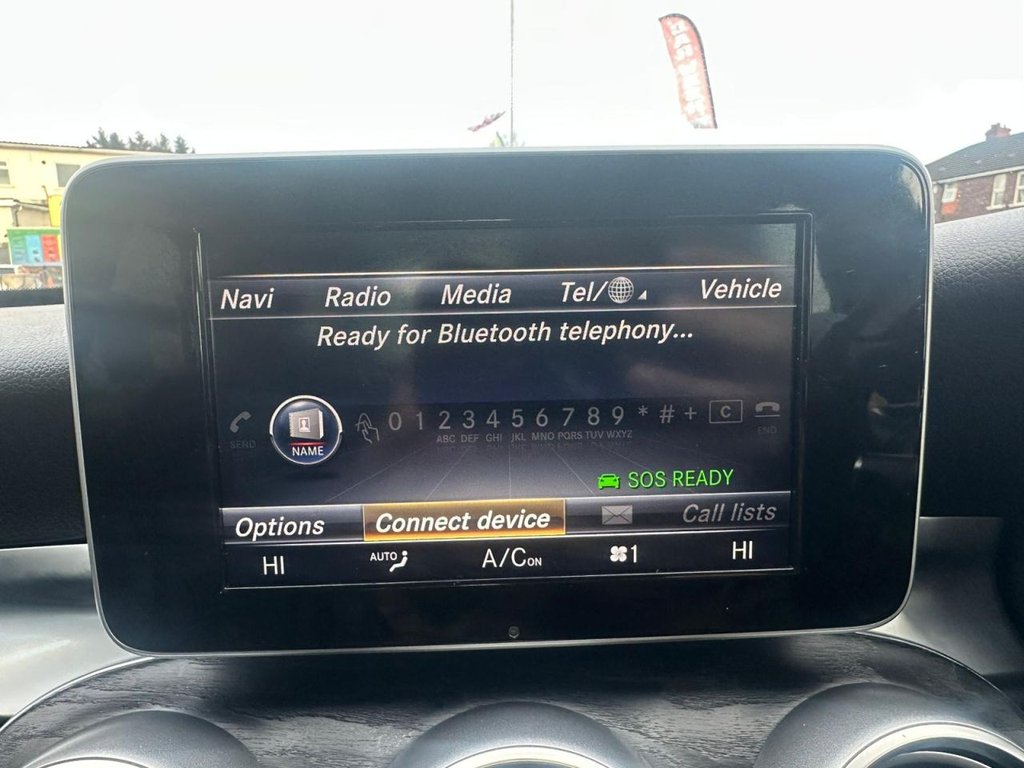 Navi Radio Media Tel/ Vehicle
Ready for Bluetooth telephony...
SEND NAME 0 1 2 3 4 5 6 7 8 9 * # + C END
ABC DEF GHI JKL MNO PQRS TUV WXYZ
SOS READY
Options Connect device Call lists
HI AUTO A/C ON 1 HI